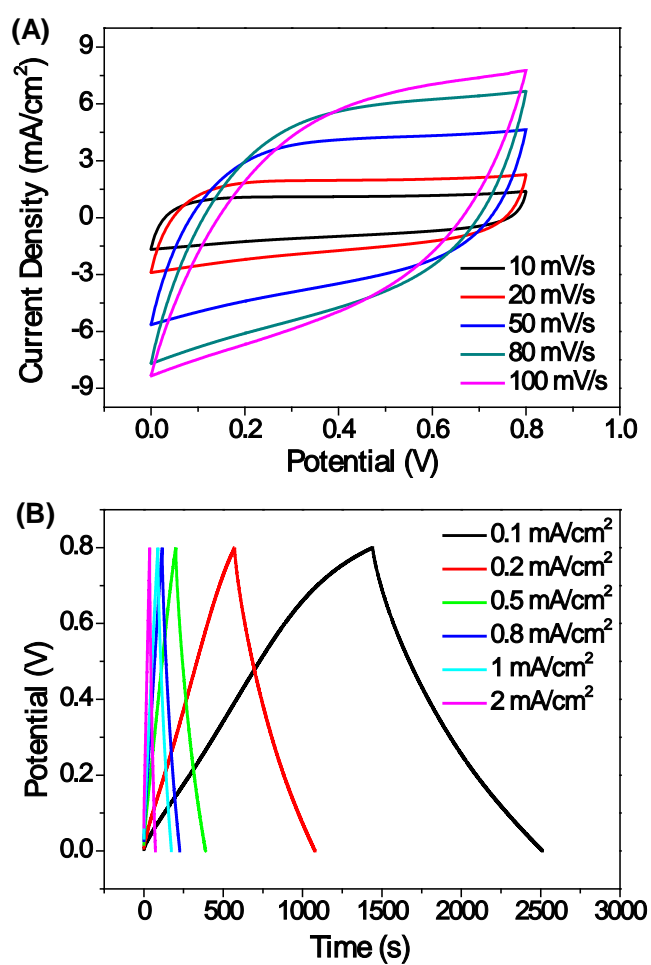 (A)
9
6
3
0
-3
-6
-9
Current Density (mA/cm²)
10 mV/s
20 mV/s
50 mV/s
80 mV/s
100 mV/s
0.0 0.2 0.4 0.6 0.8 1.0
Potential (V)
(B)
0.8
0.6
0.4
0.2
0.0
Potential (V)
0.1 mA/cm²
0.2 mA/cm²
0.5 mA/cm²
0.8 mA/cm²
1 mA/cm²
2 mA/cm²
0 500 1000 1500 2000 2500 3000
Time (s)